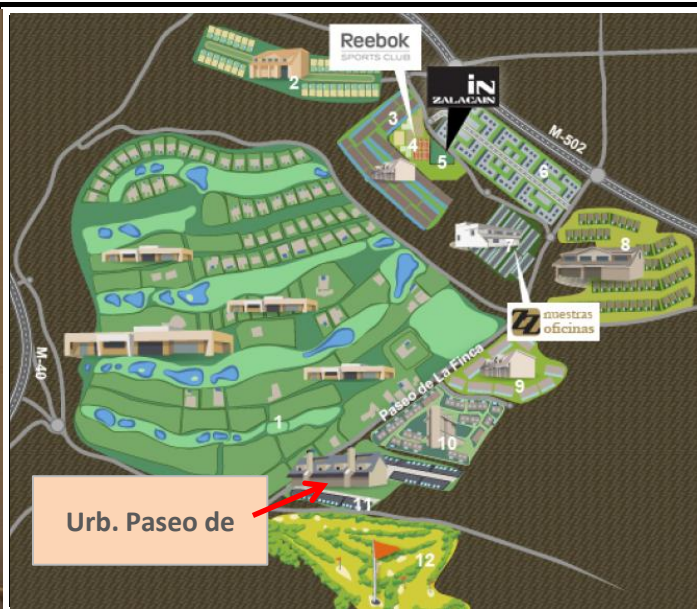 Reebok
SPORTS CLUB
in
ZALACAIN
2
3
4
5
M-502
6
7
8
ZZ nuestras
oficinas
M-40
Paseo de La Finca
9
1
10
Urb. Paseo de
11
12